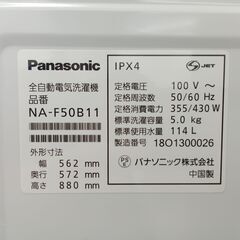 Panasonic
全自動電気洗濯機
品番
NA-F50B11
外形寸法
幅 562 mm
奥行 572 mm
高さ 880 mm
IPX4
S JET
定格電圧 100 V ～
定格周波数 50/60 Hz
定格消費電力 355/430 W
標準洗濯容量 5.0 kg
標準使用水量 114 L
製造番号 18O1300026
PS E
パナソニック株式会社
中国製